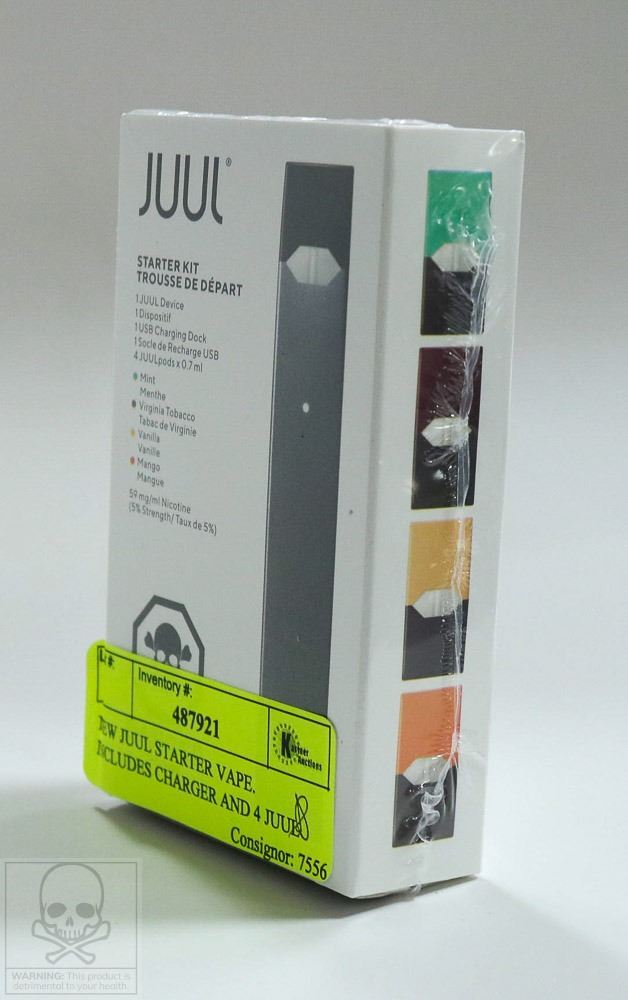 JUUL®
STARTER KIT
TROUSSE DE DÉPART
1 JUUL Device
1 Dispositif
1 USB Charging Dock
1 Socle de Recharge USB
4 JUULpods x 0.7 ml
Mint
Menthe
Virginia Tobacco
Tabac de Virginie
Vanilla
Vanille
Mango
Mangue
59 mg/ml Nicotine
(5% Strength/ Taux de 5%)
Inventory #:
487921
Kastner
Auctions
NEW JUUL STARTER VAPE.
INCLUDES CHARGER AND 4 JUUL
Consignor: 7556
WARNING: This product is
detrimental to your health.